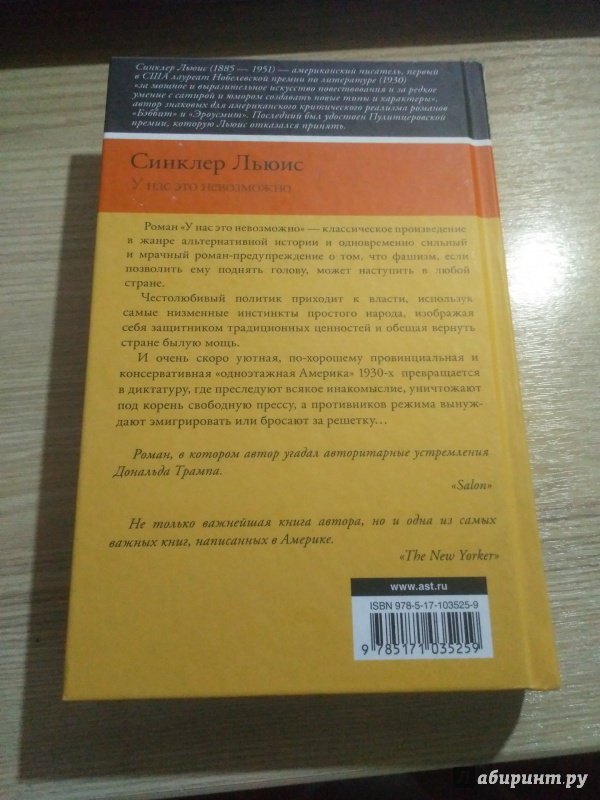 Синклер Льюис (1885 — 1951) — американский писатель, первый
в США лауреат Нобелевской премии по литературе (1930)
«за мощное и выразительное искусство повествования и за редкое
умение с сатирой и юмором создавать новые типы и характеры»,
автор знаковых для американского критического реализма романов
«Бэббит» и «Эроусмит». Последний был удостоен Пулитцеровской
премии, которую Льюис отказался принять.
Синклер Льюис
У нас это невозможно
Роман «У нас это невозможно» — классическое произведение
в жанре альтернативной истории и одновременно сильный
и мрачный роман-предупреждение о том, что фашизм, если
позволить ему поднять голову, может наступить в любой
стране.
Честолюбивый политик приходит к власти, используя
самые низменные инстинкты простого народа, изображая
себя защитником традиционных ценностей и обещая вернуть
стране былую мощь.
И очень скоро уютная, по-хорошему провинциальная и
консервативная «одноэтажная Америка» 1930-х превращается
в диктатуру, где преследуют всякое инакомыслие, уничтожают
под корень свободную прессу, а противников режима вынуж-
дают эмигрировать или бросают за решетку...
Роман, в котором автор угадал авторитарные устремления
Дональда Трампа.
«Salon»
Не только важнейшая книга автора, но и одна из самых
важных книг, написанных в Америке.
«The New Yorker»
www.ast.ru
ISBN 978-5-17-103525-9
9 785171 035259
абиринт.ру